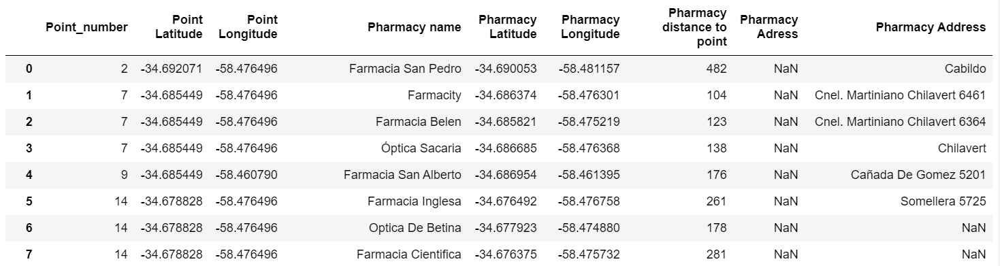 Point_number Point Latitude Point Longitude Pharmacy name Pharmacy Latitude Pharmacy Longitude Pharmacy distance to point Pharmacy Adress Pharmacy Address
0 2 -34.692071 -58.476496 Farmacia San Pedro -34.690053 -58.481157 482 NaN Cabildo
1 7 -34.685449 -58.476496 Farmacity -34.686374 -58.476301 104 NaN Cnel. Martiniano Chilavert 6461
2 7 -34.685449 -58.476496 Farmacia Belen -34.685821 -58.475219 123 NaN Cnel. Martiniano Chilavert 6364
3 7 -34.685449 -58.476496 Óptica Sacaria -34.686685 -58.476368 138 NaN Chilavert
4 9 -34.685449 -58.460790 Farmacia San Alberto -34.686954 -58.461395 176 NaN Cañada De Gomez 5201
5 14 -34.678828 -58.476496 Farmacia Inglesa -34.676492 -58.476758 261 NaN Somellera 5725
6 14 -34.678828 -58.476496 Optica De Betina -34.677923 -58.474880 178 NaN NaN
7 14 -34.678828 -58.476496 Farmacia Cientifica -34.676375 -58.475732 281 NaN NaN